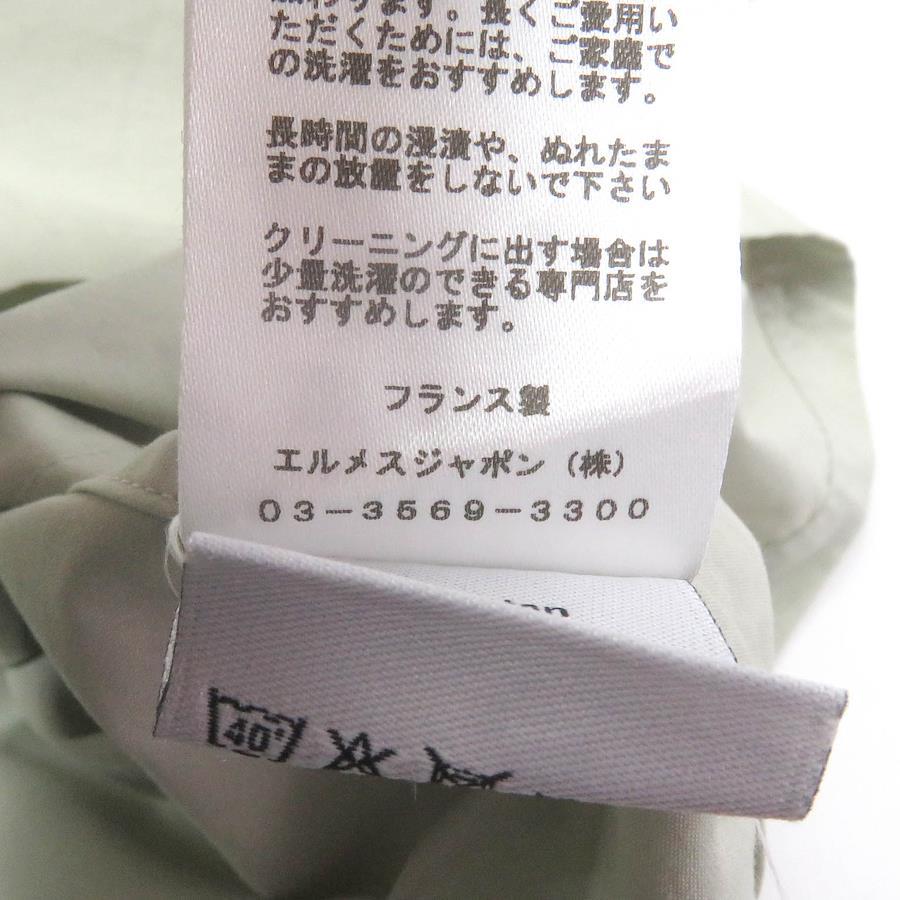 ただくためには、ご家庭で
の洗濯をおすすめします。
長時間の浸漬や、ぬれたま
まの放置をしないで下さい
クリーニングに出す場合は
少量洗濯のできる専門店を
おすすめします。
フランス製
エルメスジャポン（株）
03－3569－3300
40°